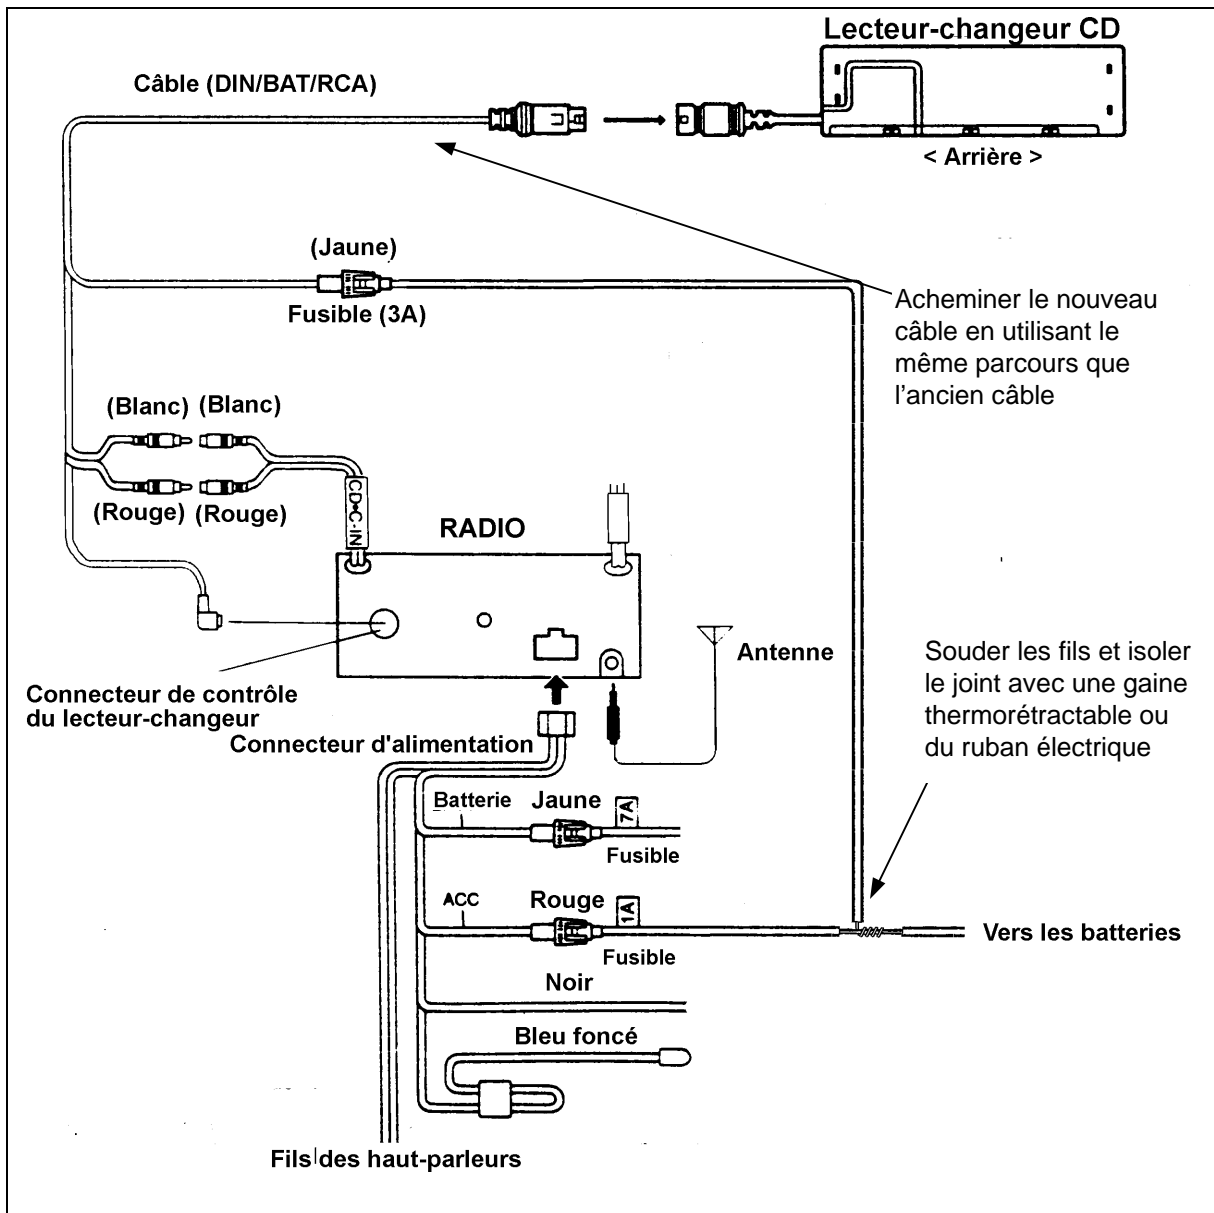 Lecteur-changeur CD
Câble (DIN/BAT/RCA)
< Arrière >
(Jaune)
Fusible (3A)
Acheminer le nouveau
câble en utilisant le
même parcours que
l'ancien câble
(Blanc) (Blanc)
(Rouge) (Rouge)
CD•C-IN
RADIO
Antenne
Souder les fils et isoler
le joint avec une gaine
thermorétractable ou
du ruban électrique
Connecteur de contrôle
du lecteur-changeur
Connecteur d'alimentation
Batterie
Jaune
7A
Fusible
ACC
Rouge
1A
Fusible
Vers les batteries
Noir
Bleu foncé
Fils des haut-parleurs